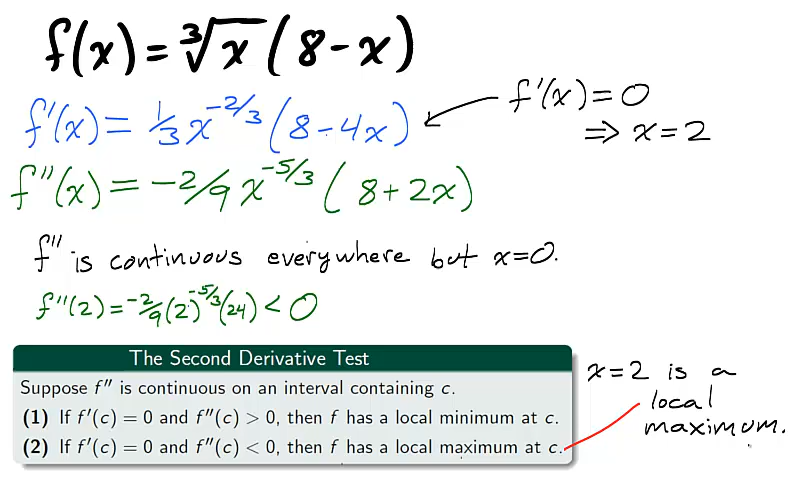 f(x) = ∛x (8 - x)
f'(x) = 1/3 x^{-2/3} (8 - 4x)
f'(x) = 0
⇒ x = 2
f''(x) = -2/9 x^{-5/3} (8 + 2x)
f'' is continuous everywhere but x=0.
f''(2) = -2/9 (2)^{-5/3} (24) < 0
The Second Derivative Test
Suppose f'' is continuous on an interval containing c.
(1) If f'(c) = 0 and f''(c) > 0, then f has a local minimum at c.
(2) If f'(c) = 0 and f''(c) < 0, then f has a local maximum at c.
x=2 is a
local
maximum.